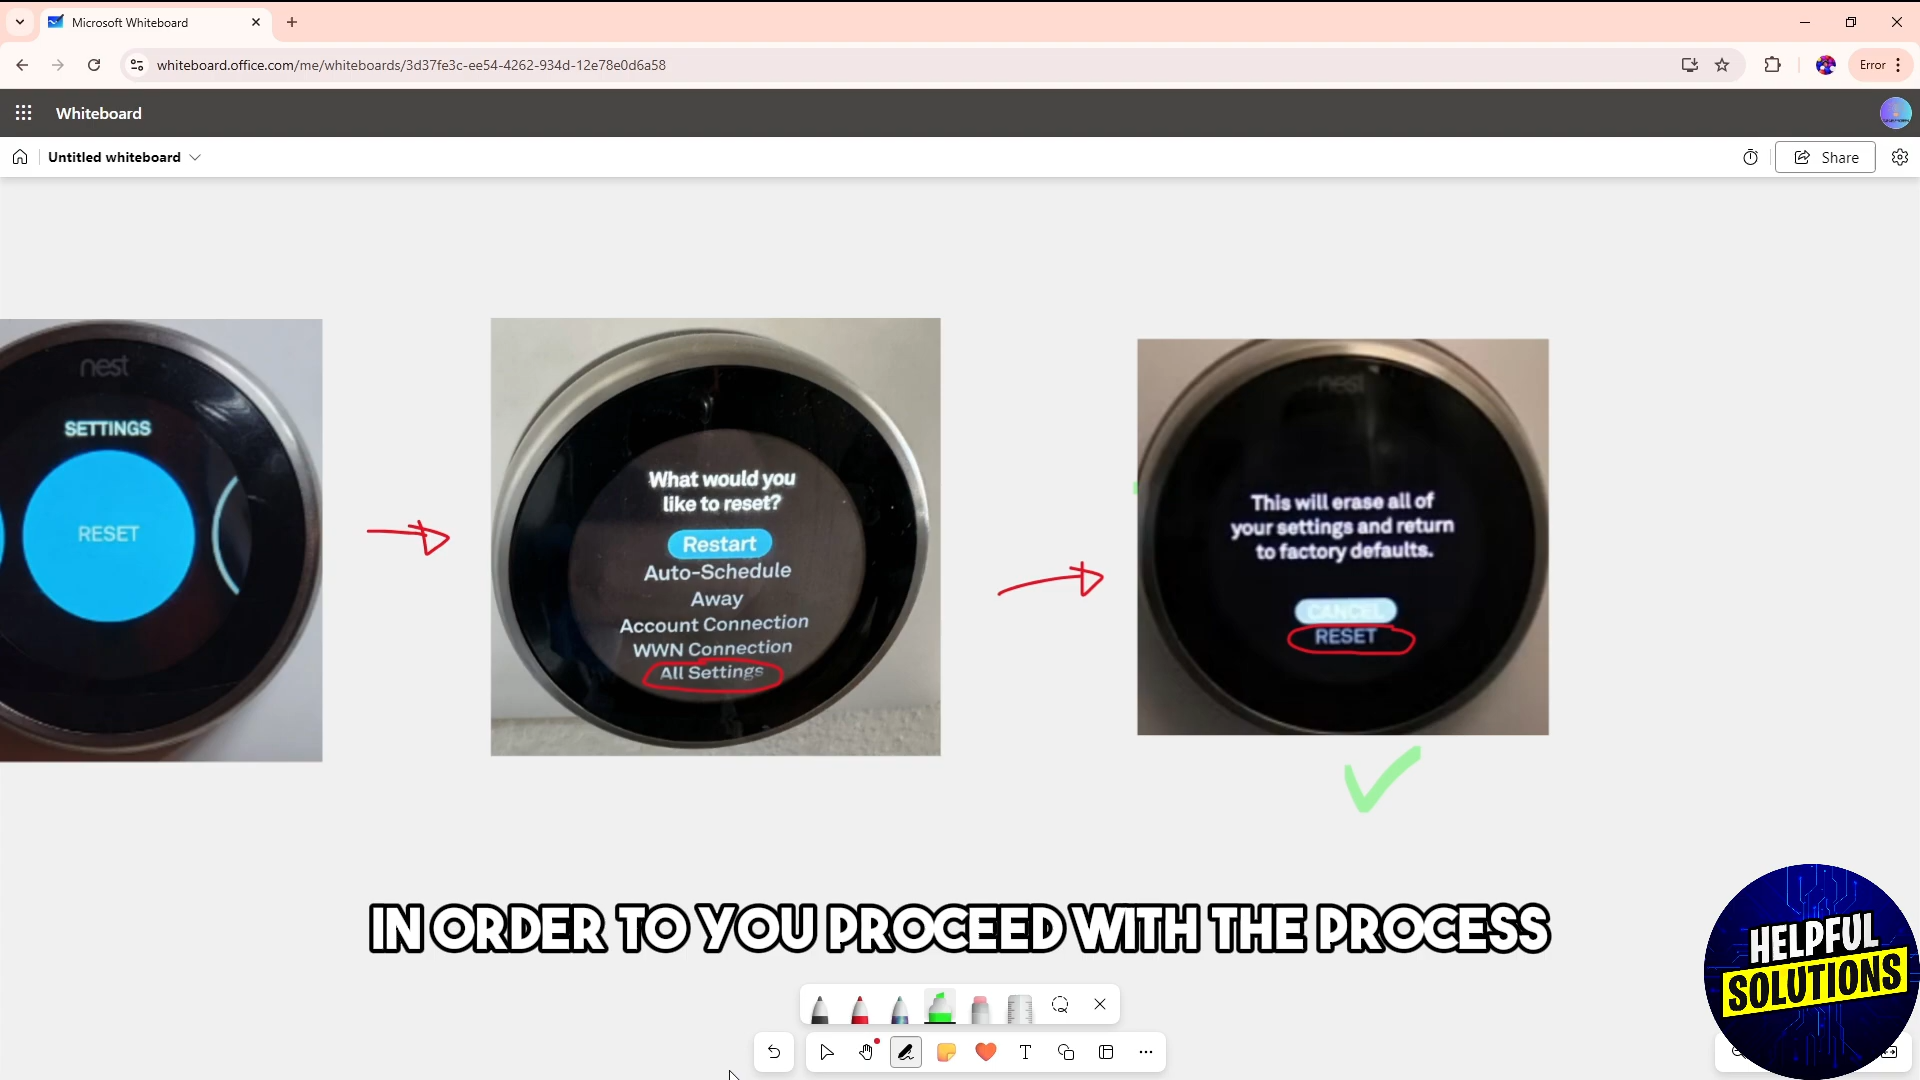 Microsoft Whiteboard
whiteboard.office.com/me/whiteboards/3d37fe3c-ee54-4262-934d-12e78e0d6a58
Error
Whiteboard
Untitled whiteboard
Share
nest
SETTINGS
RESET
What would you
like to reset?
Restart
Auto-Schedule
Away
Account Connection
WWN Connection
All Settings
nest
This will erase all of
your settings and return
to factory defaults.
CANCEL
RESET
IN ORDER TO YOU PROCEED WITH THE PROCESS
HELPFUL
SOLUTIONS